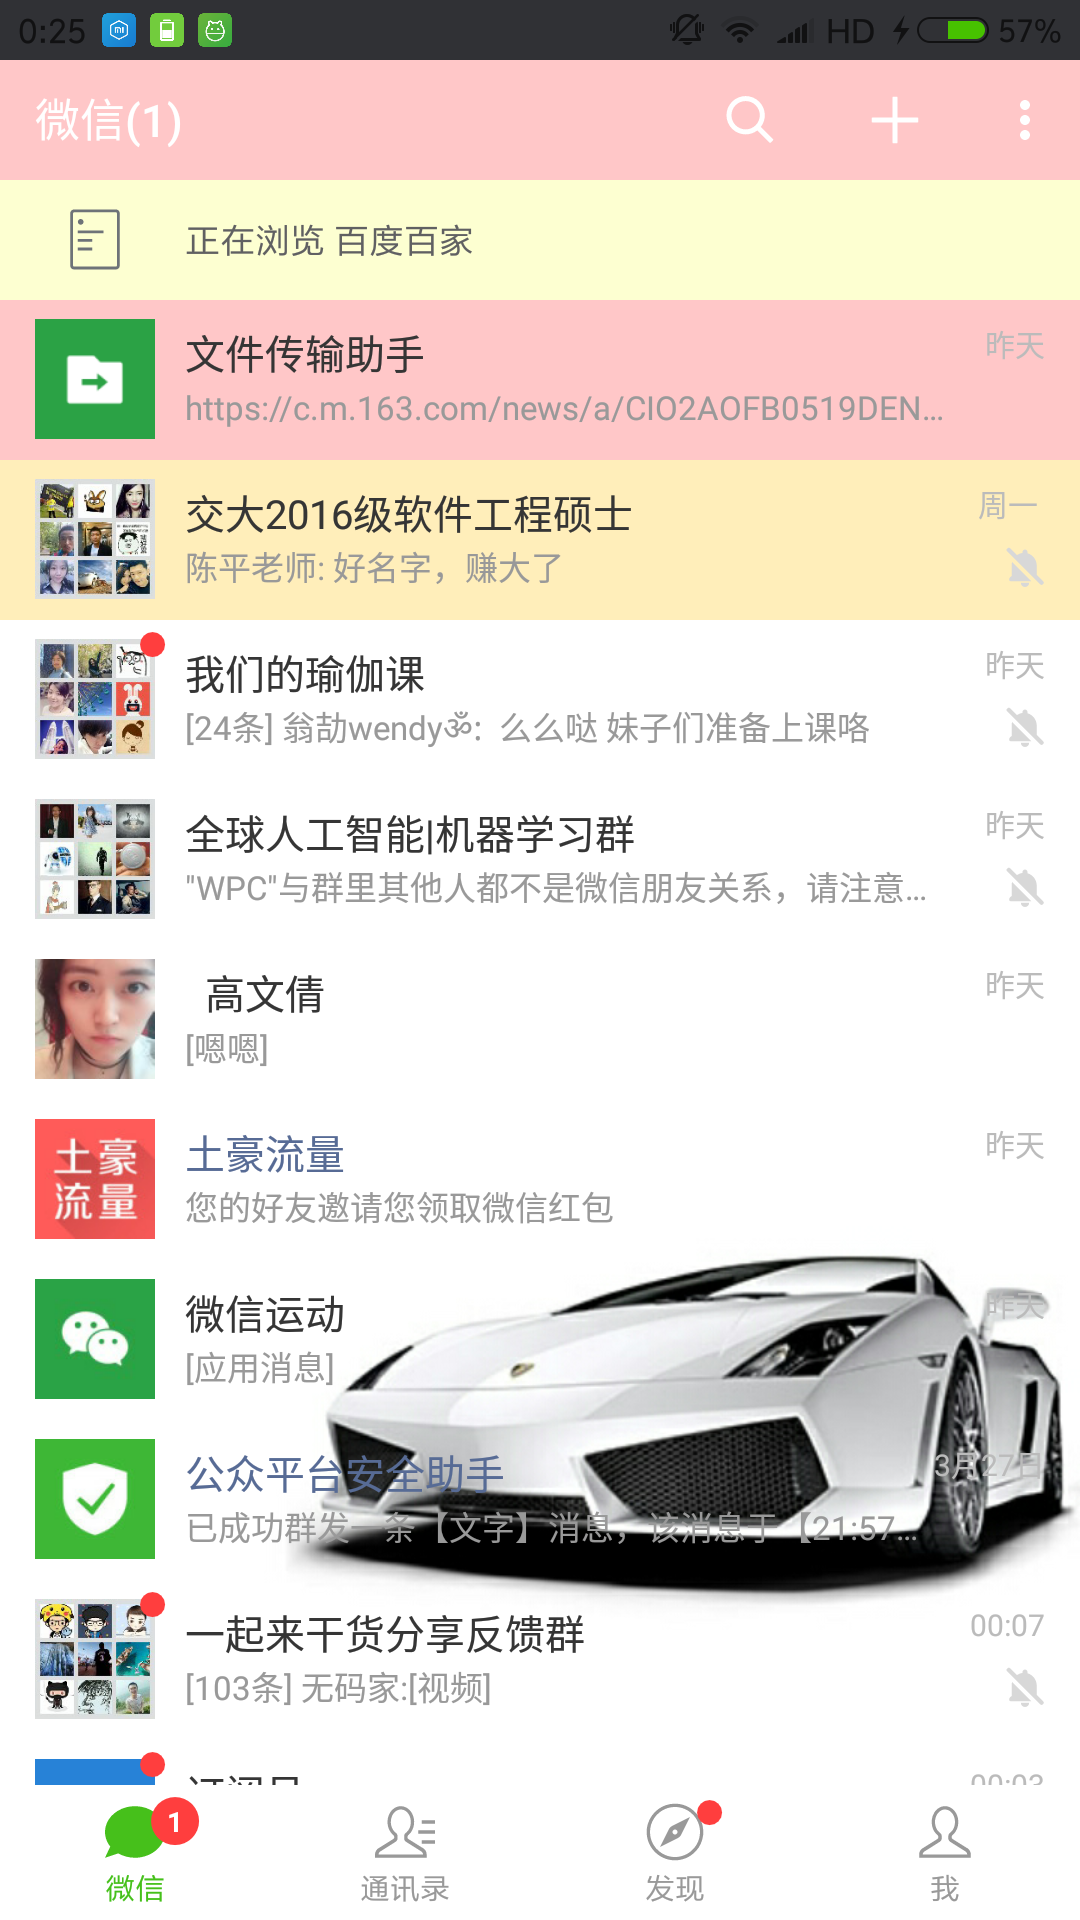 0:25 HD 57%
微信(1)
正在浏览 百度百家
文件传输助手 昨天
https://c.m.163.com/news/a/CIO2AOFB0519DEN...
交大2016级软件工程硕士 周一
陈平老师: 好名字，赚大了
我们的瑜伽课 昨天
[24条] 翁劼wendyॐ: 么么哒 妹子们准备上课咯
全球人工智能|机器学习群 昨天
"WPC"与群里其他人都不是微信朋友关系，请注意...
高文倩 昨天
[嗯嗯]
土豪流量
土豪流量 昨天
您的好友邀请您领取微信红包
微信运动 昨天
[应用消息]
公众平台安全助手 3月27日
已成功群发一条【文字】消息，该消息于【21:57...
一起来干货分享反馈群 00:07
[103条] 无码家:[视频]
订阅号 00:03
1
微信 通讯录 发现 我